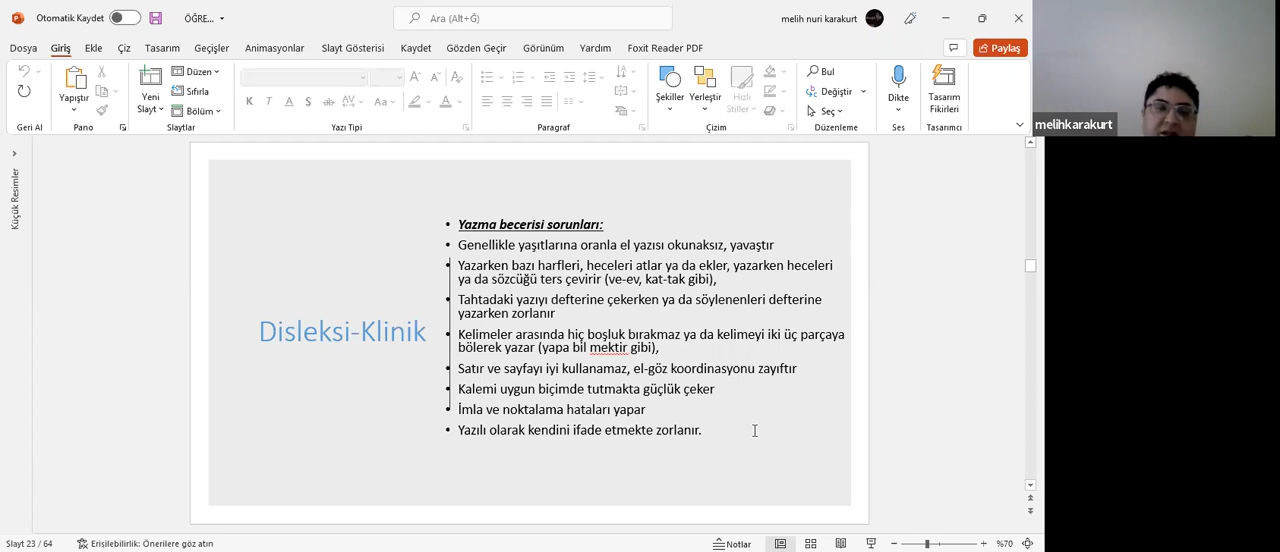 Otomatik Kaydet
ÖĞRE...
Ara (Alt+G)
melih nuri karakurt
Dosya Giriş Ekle Çiz Tasarım Geçişler Animasyonlar Slayt Gösterisi Kaydet Gözden Geçir Görünüm Yardım Foxit Reader PDF
Paylaş
Yapıştır
Yeni Slayt
Düzen
Sıfırla
Bölüm
K T A S ab AV Aa A
Şekiller
Yerleştir
Hızlı Stiller
Bul
Değiştir
Seç
Dikte
Tasarım Fikirleri
Geri Al Pano Slaytlar Yazı Tipi Paragraf Çizim Düzenleme Ses Tasarımcı
melihkarakurt
Küçük Resimler
Disleksi-Klinik
• Yazma becerisi sorunları:
• Genellikle yaşıtlarına oranla el yazısı okunaksız, yavaştır
• Yazarken bazı harfleri, heceleri atlar ya da ekler, yazarken heceleri
ya da sözcüğü ters çevirir (ve-ev, kat-tak gibi),
• Tahtadaki yazıyı defterine çekerken ya da söylenenleri defterine
yazarken zorlanır
• Kelimeler arasında hiç boşluk bırakmaz ya da kelimeyi iki üç parçaya
bölerek yazar (yapa bil mektir gibi),
• Satır ve sayfayı iyi kullanamaz, el-göz koordinasyonu zayıftır
• Kalemi uygun biçimde tutmakta güçlük çeker
• İmla ve noktalama hataları yapar
• Yazılı olarak kendini ifade etmekte zorlanır.
Slayt 23 / 64
Erişilebilirlik: Önerilere göz atın
Notlar
%70